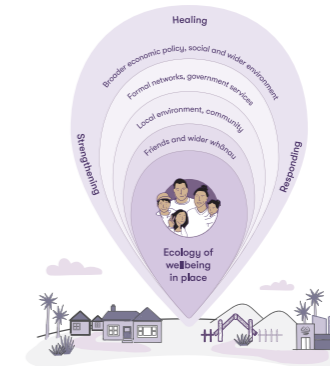 Healing
Broader economic policy, social and wider environment
Formal networks, government services
Local environment, community
Friends and wider whānau
Strengthening
Responding
Ecology of
wellbeing
in place